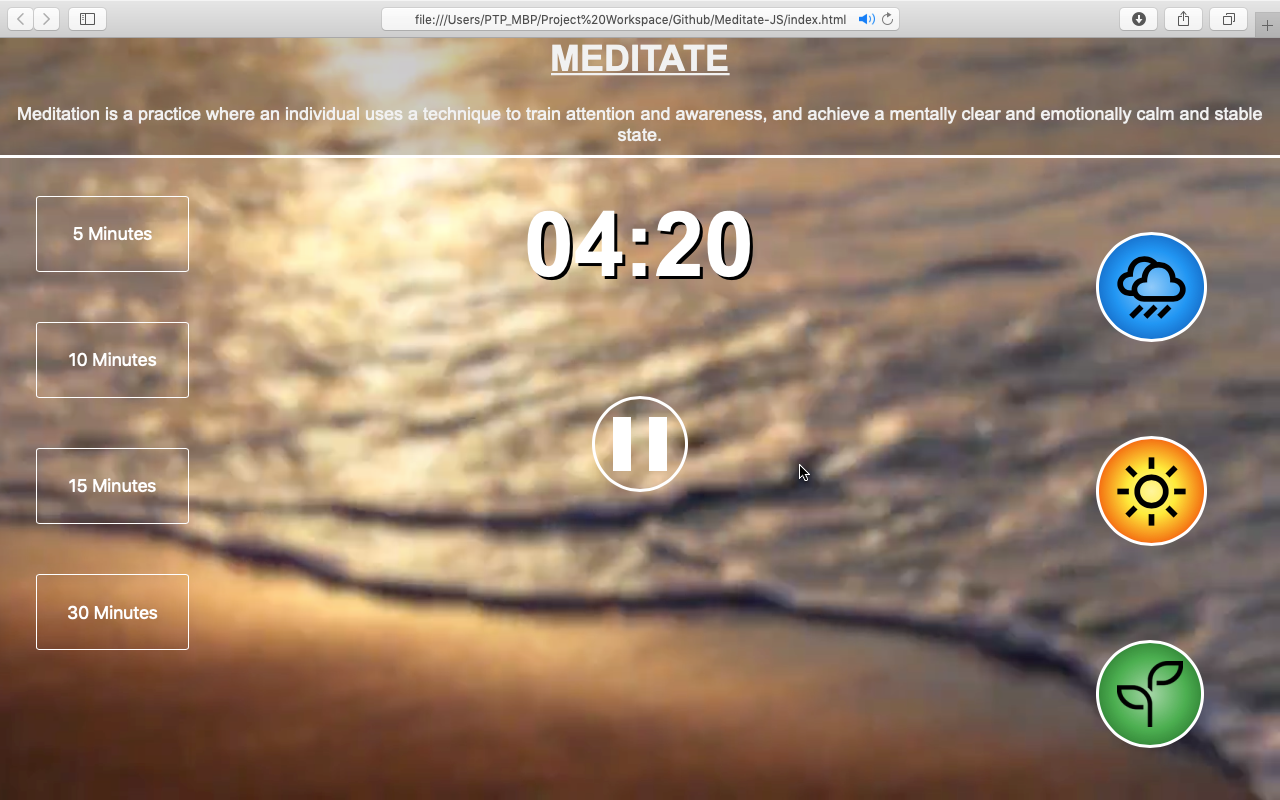 file:///Users/PTP_MBP/Project%20Workspace/Github/Meditate-JS/index.html
MEDITATE
Meditation is a practice where an individual uses a technique to train attention and awareness, and achieve a mentally clear and emotionally calm and stable
state.
04:20
5 Minutes
10 Minutes
15 Minutes
30 Minutes